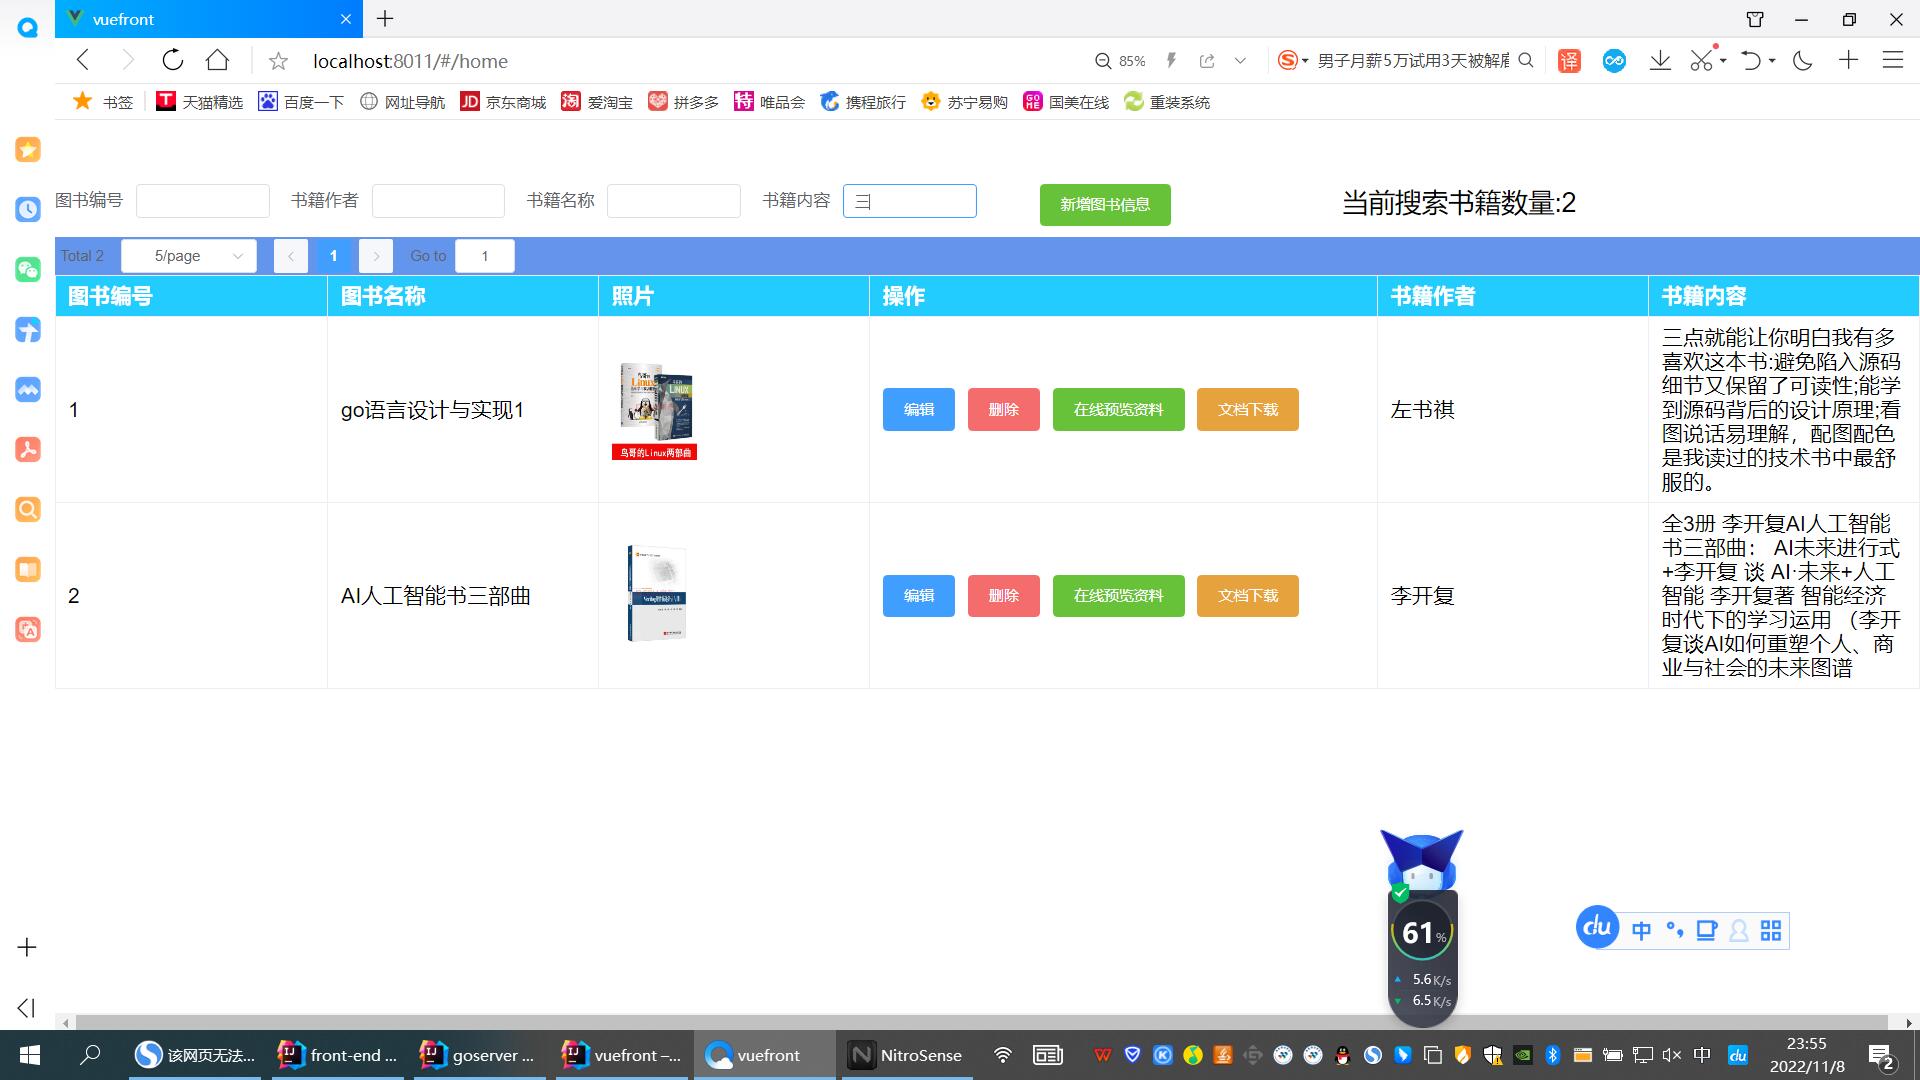 vuefront
localhost:8011/#/home
85%
男子月薪5万试用3天被解雇
译
书签 天猫精选 百度一下 网址导航 京东商城 爱淘宝 拼多多 唯品会 携程旅行 苏宁易购 国美在线 重装系统
图书编号 书籍作者 书籍名称 书籍内容 三 新增图书信息 当前搜索书籍数量:2
Total 2 5/page 1 Go to 1
图书编号 图书名称 照片 操作 书籍作者 书籍内容
1 go语言设计与实现1
鸟哥的Linux两部曲
编辑 删除 在线预览资料 文档下载 左书祺
三点就能让你明白我有多
喜欢这本书:避免陷入源码
细节又保留了可读性;能学
到源码背后的设计原理;看
图说话易理解，配图配色
是我读过的技术书中最舒
服的。
2 AI人工智能书三部曲
编辑 删除 在线预览资料 文档下载 李开复
全3册 李开复AI人工智能
书三部曲： AI未来进行式
+李开复 谈 AI·未来+人工
智能 李开复著 智能经济
时代下的学习运用 （李开
复谈AI如何重塑个人、商
业与社会的未来图谱
61%
5.6K/s
6.5K/s
du 中
该网页无法... front-end ... goserver ... vuefront –... vuefront NitroSense 中 du 23:55
2022/11/8
2